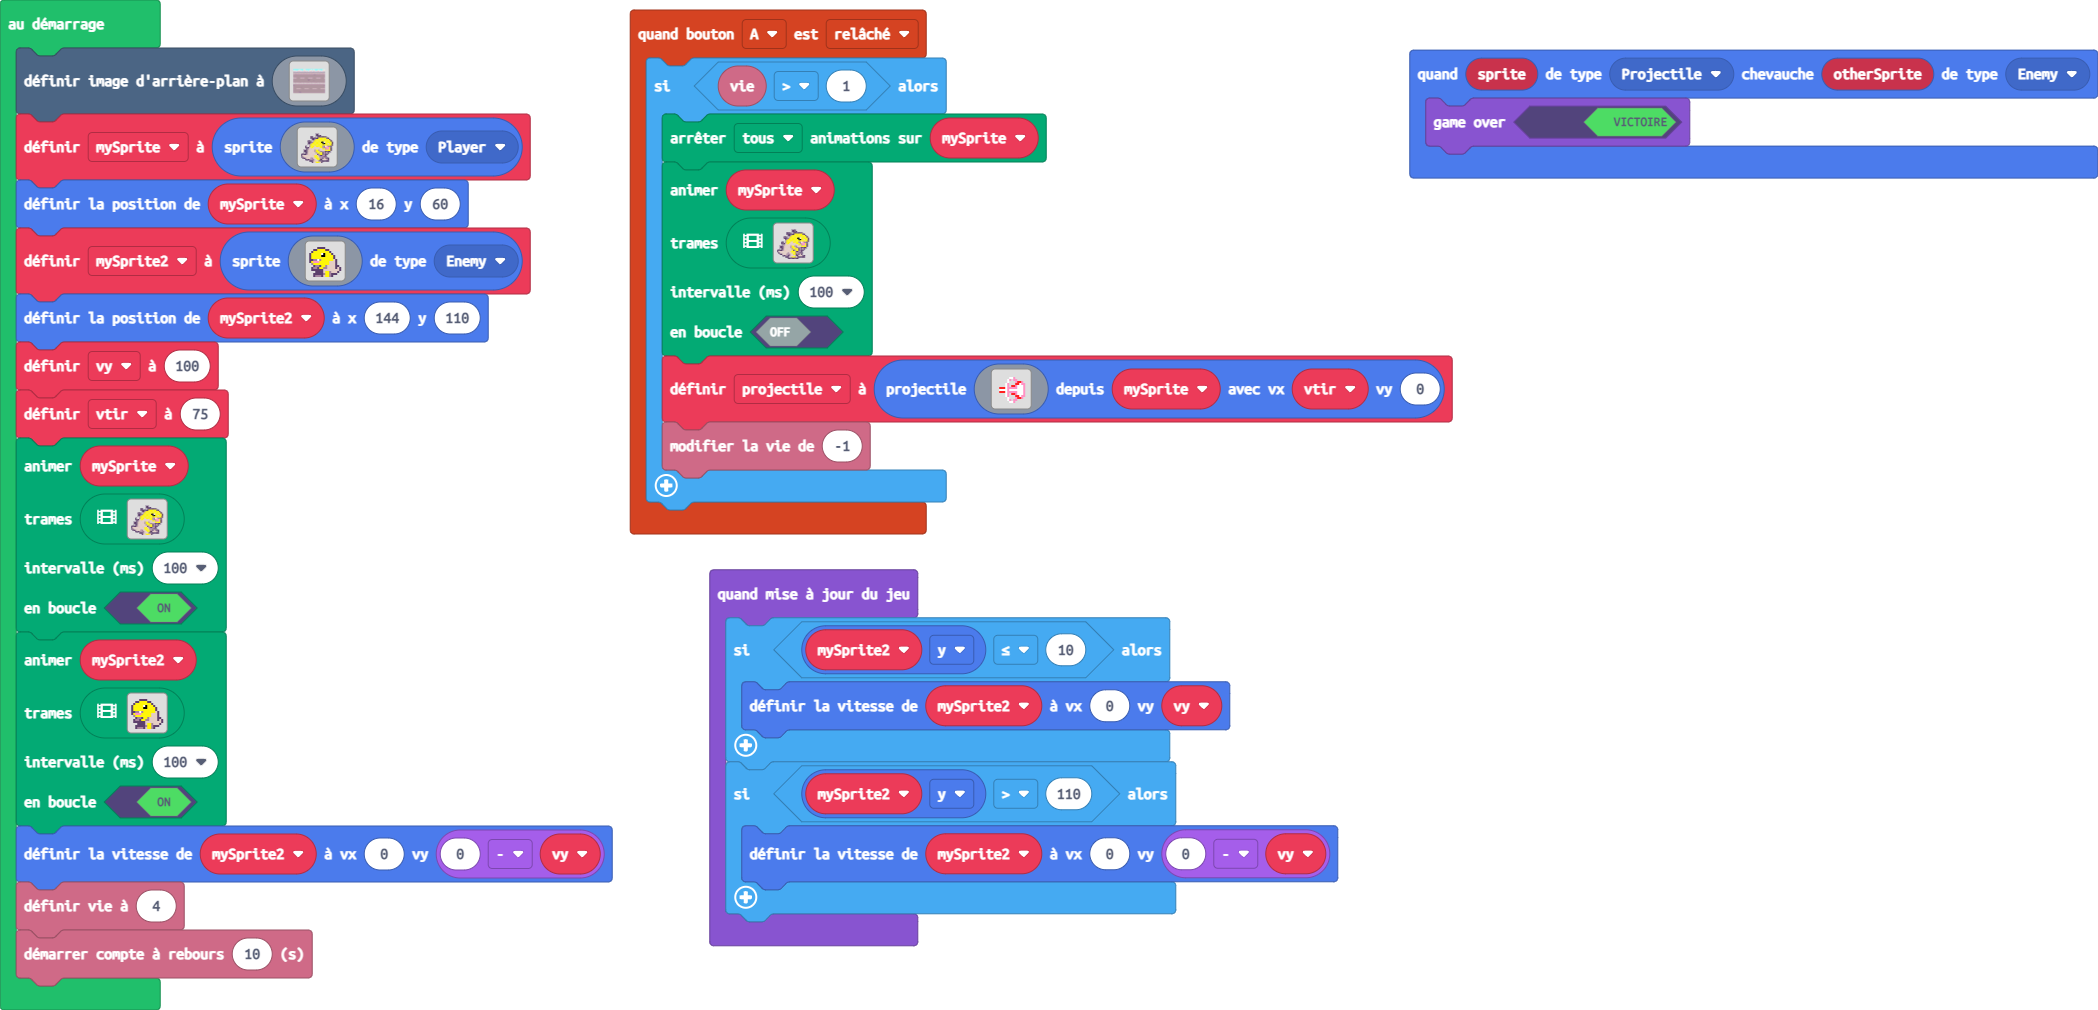 au démarrage
définir image d'arrière-plan à
définir mySprite à sprite de type Player
définir la position de mySprite à x 16 y 60
définir mySprite2 à sprite de type Enemy
définir la position de mySprite2 à x 144 y 110
définir vy à 100
définir vtir à 75
animer mySprite
trames
intervalle (ms) 100
en boucle ON
animer mySprite2
trames
intervalle (ms) 100
en boucle ON
définir la vitesse de mySprite2 à vx 0 vy 0 - vy
définir vie à 4
démarrer compte à rebours 10 (s)
quand bouton A est relâché
si vie > 1 alors
arrêter tous animations sur mySprite
animer mySprite
trames
intervalle (ms) 100
en boucle OFF
définir projectile à projectile depuis mySprite avec vx vtir vy 0
modifier la vie de -1
quand mise à jour du jeu
si mySprite2 y ≤ 10 alors
définir la vitesse de mySprite2 à vx 0 vy vy
si mySprite2 y > 110 alors
définir la vitesse de mySprite2 à vx 0 vy 0 - vy
quand sprite de type Projectile chevauche otherSprite de type Enemy
game over VICTOIRE